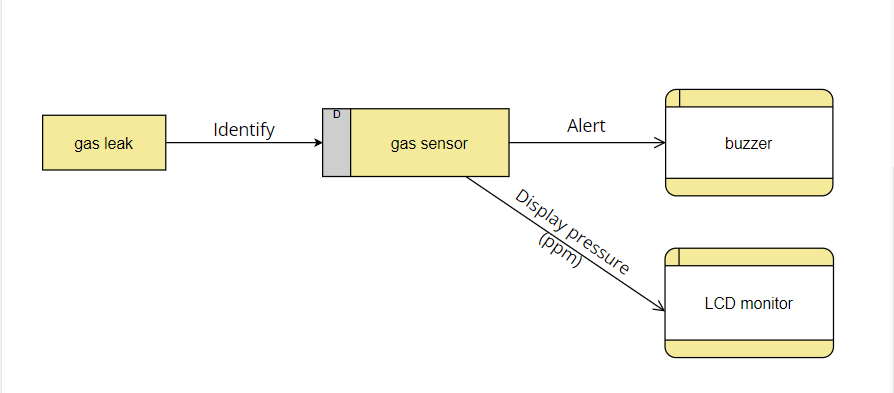 gas leak
Identify
D
gas sensor
Alert
buzzer
Display pressure
(ppm)
LCD monitor